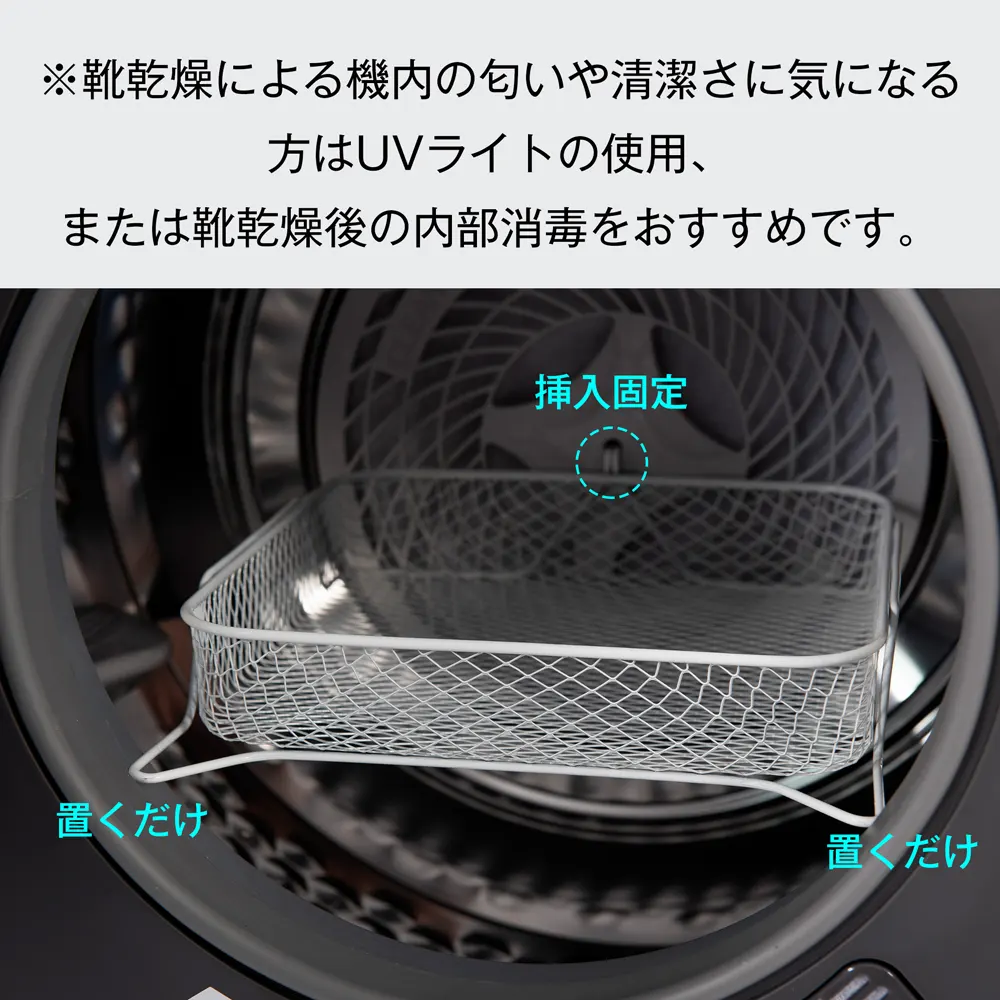 ※靴乾燥による機内の匂いや清潔さに気になる
方はUVライトの使用、
または靴乾燥後の内部消毒をおすすめです。
挿入固定
置くだけ
置くだけ